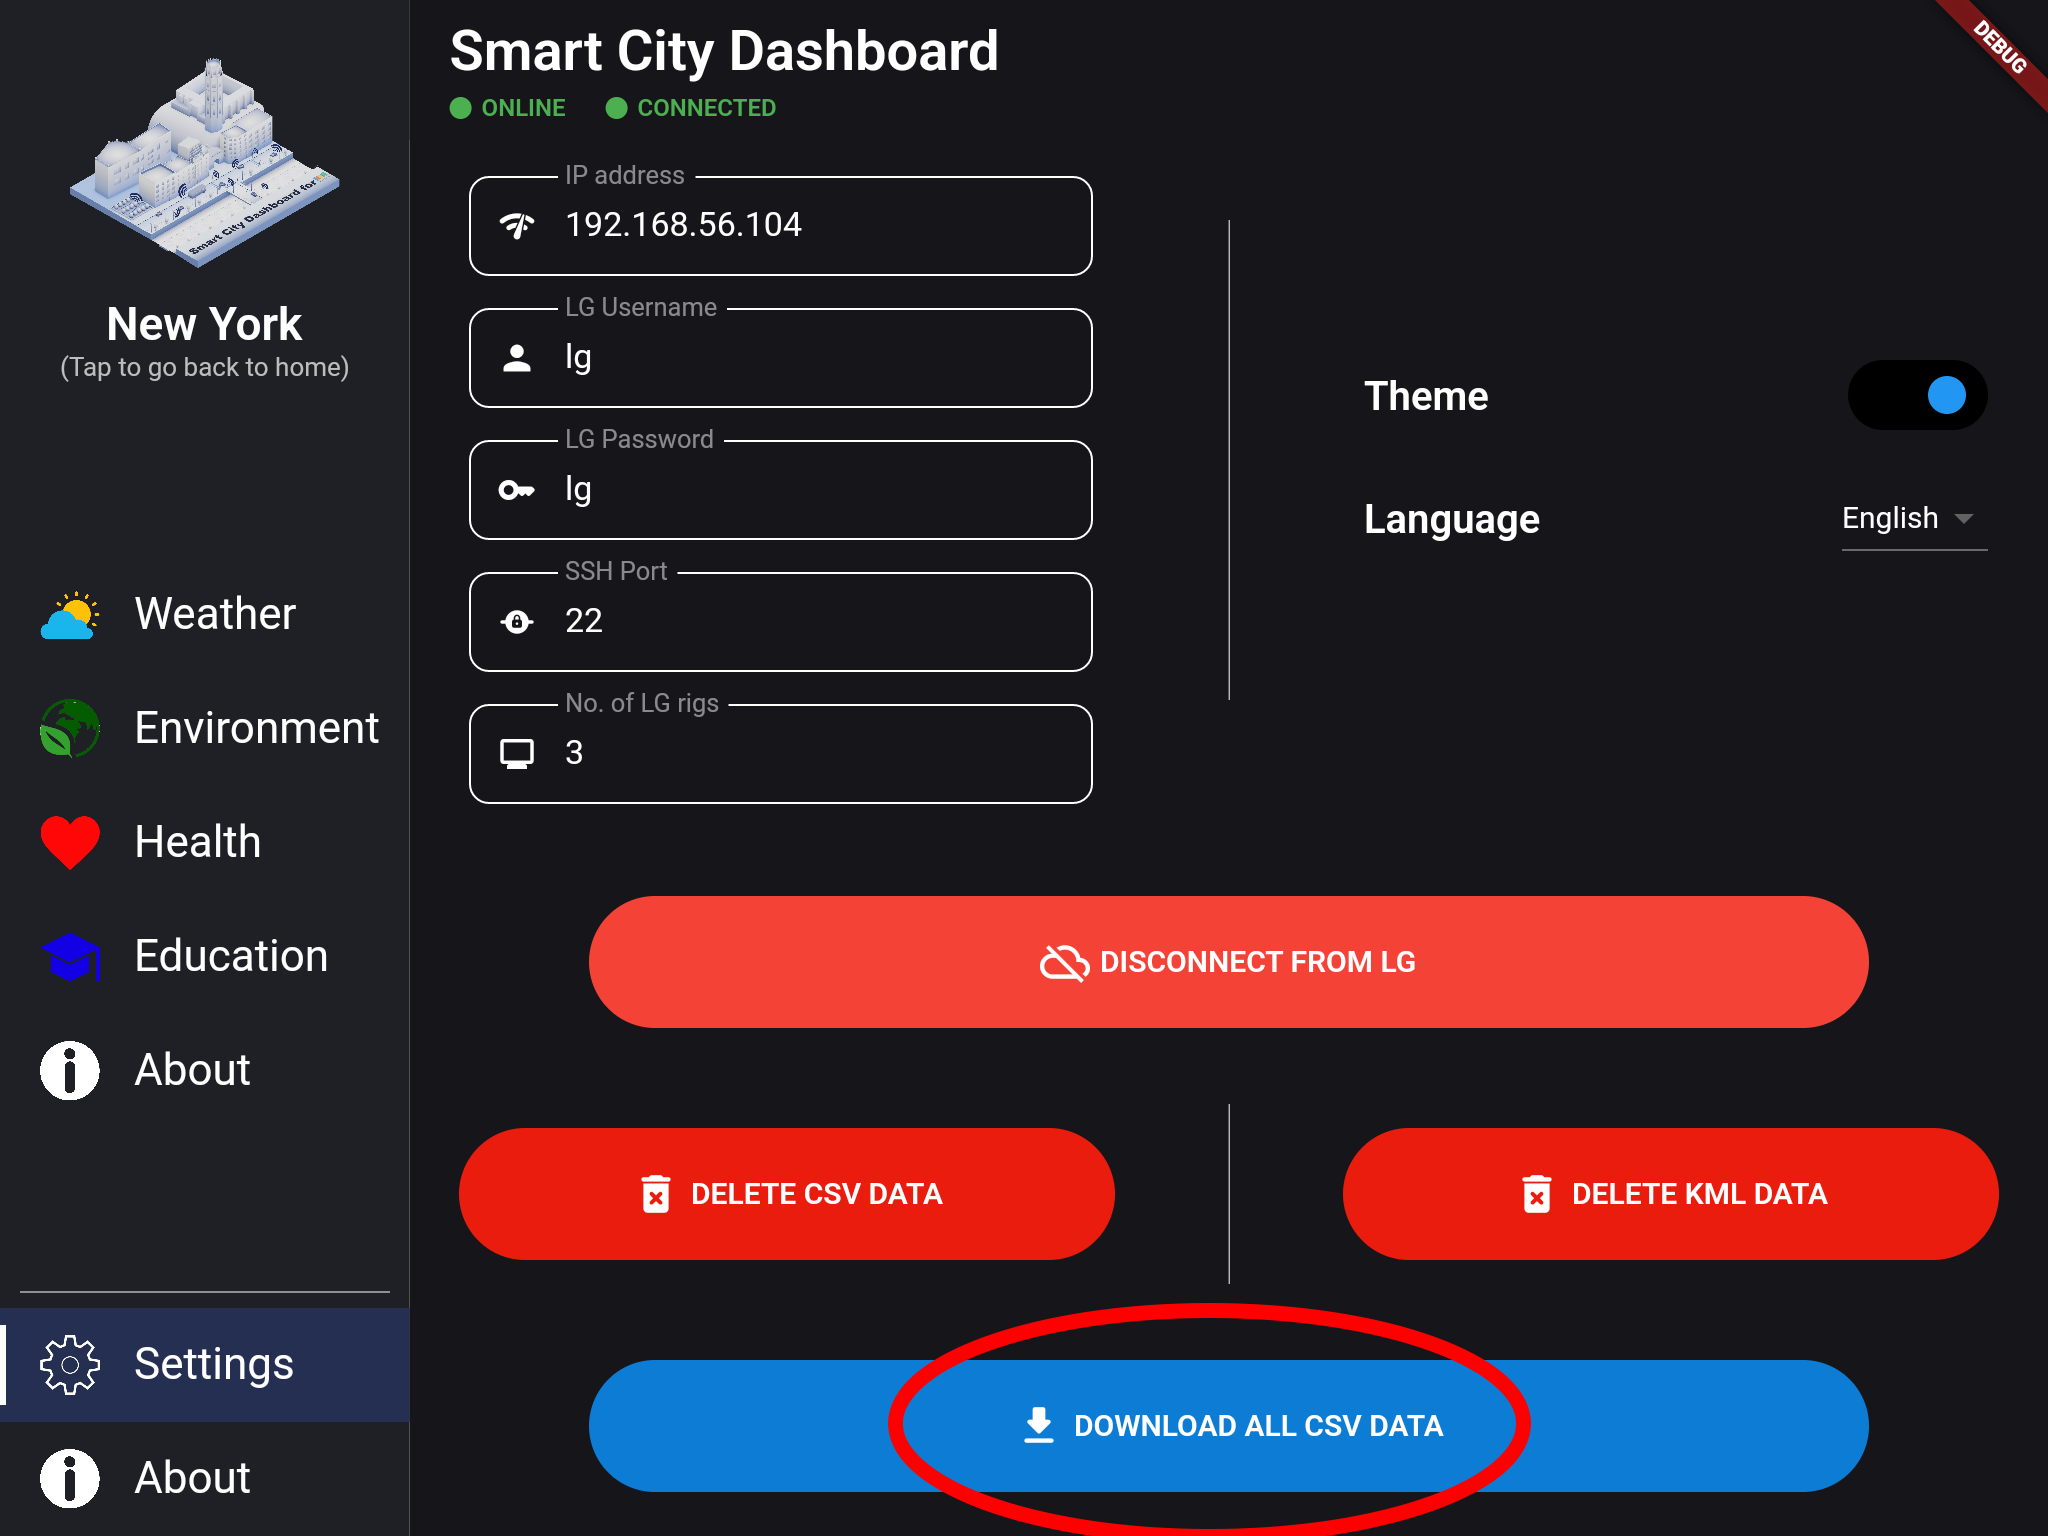 Smart City Dashboard for
New York
(Tap to go back to home)
Weather
Environment
Health
Education
About
Settings
About
Smart City Dashboard
ONLINE
CONNECTED
IP address
192.168.56.104
LG Username
lg
LG Password
lg
SSH Port
22
No. of LG rigs
3
Theme
Language
English
DISCONNECT FROM LG
DELETE CSV DATA
DELETE KML DATA
DOWNLOAD ALL CSV DATA
DEBUG